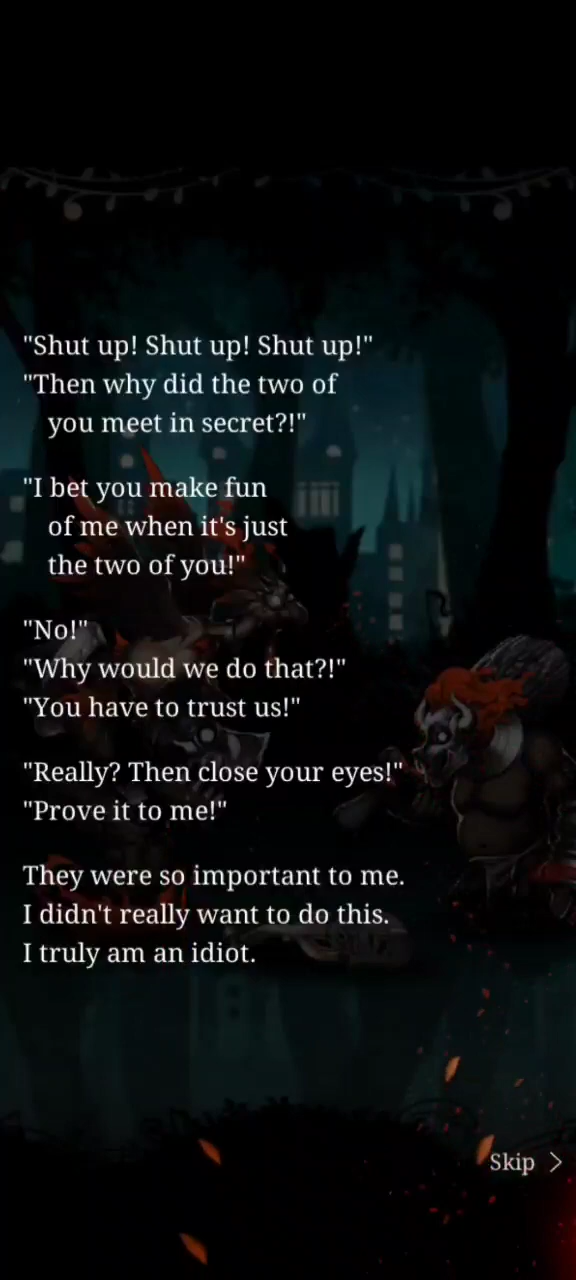 "Shut up! Shut up! Shut up!"
"Then why did the two of
you meet in secret?!"
"I bet you make fun
of me when it's just
the two of you!"
"No!"
"Why would we do that?!"
"You have to trust us!"
"Really? Then close your eyes!"
"Prove it to me!"
They were so important to me.
I didn't really want to do this.
I truly am an idiot.
Skip >